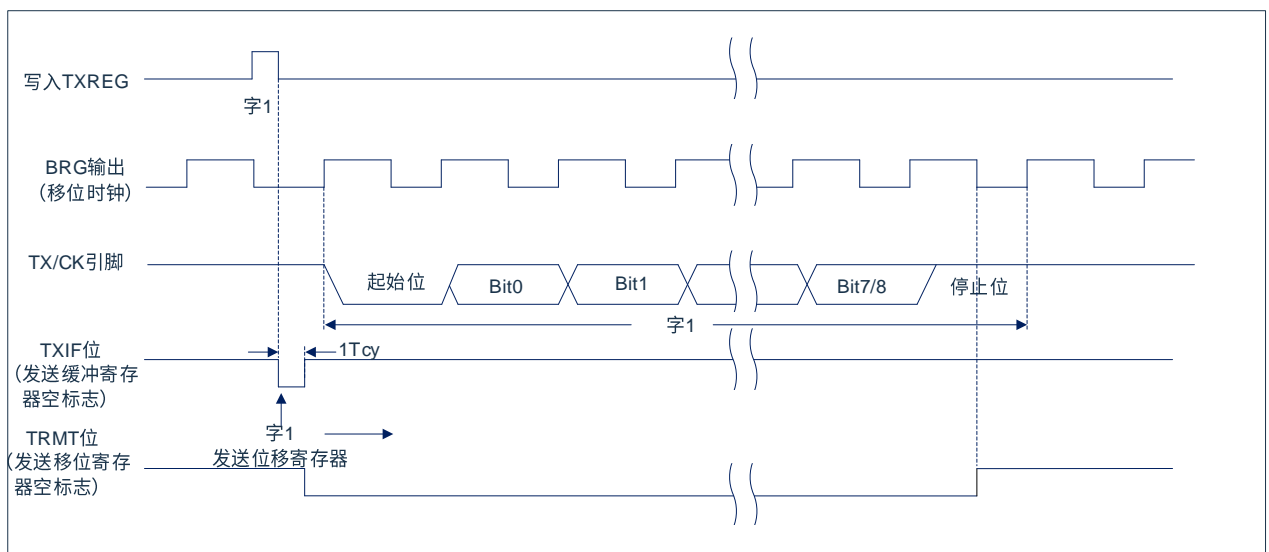 写入TXREG
字1
BRG输出
（移位时钟）
TX/CK引脚
起始位
Bit0
Bit1
Bit7/8
停止位
字1
TXIF位
（发送缓冲寄存
器空标志）
1Tcy
字1
发送位移寄存器
TRMT位
（发送移位寄存
器空标志）